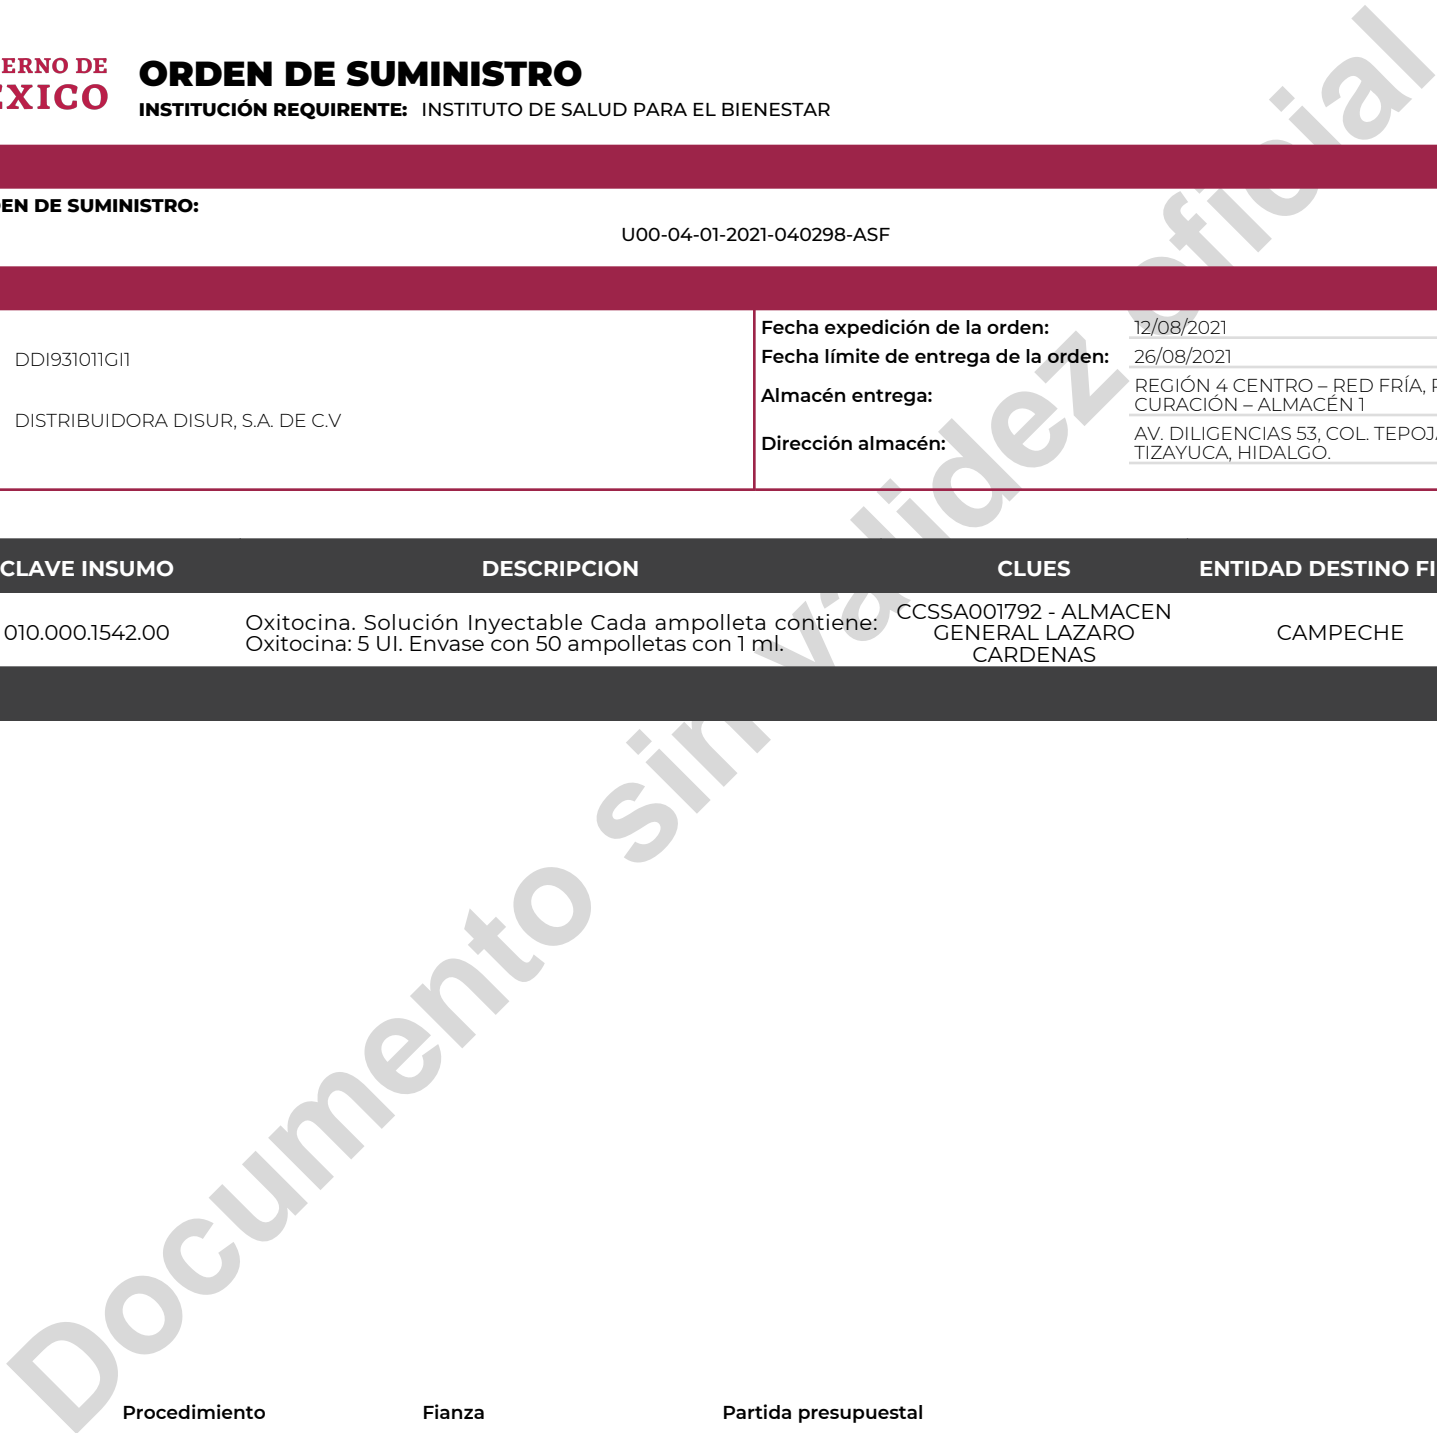 ERNO DE
ÉXICO
ORDEN DE SUMINISTRO
INSTITUCIÓN REQUIRENTE: INSTITUTO DE SALUD PARA EL BIENESTAR
EN DE SUMINISTRO:
U00-04-01-2021-040298-ASF
DDI931011GI1
DISTRIBUIDORA DISUR, S.A. DE C.V
Fecha expedición de la orden: 12/08/2021
Fecha límite de entrega de la orden: 26/08/2021
Almacén entrega: REGIÓN 4 CENTRO – RED FRÍA,
CURACIÓN – ALMACÉN 1
Dirección almacén: AV. DILIGENCIAS 53, COL. TEPOJA
TIZAYUCA, HIDALGO.
CLAVE INSUMO DESCRIPCION CLUES ENTIDAD DESTINO FI
010.000.1542.00
Oxitocina. Solución Inyectable Cada ampolleta contiene:
Oxitocina: 5 UI. Envase con 50 ampolletas con 1 ml.
CCSSA001792 - ALMACEN
GENERAL LAZARO
CARDENAS
CAMPECHE
Documento sin validez oficial
Procedimiento Fianza Partida presupuestal